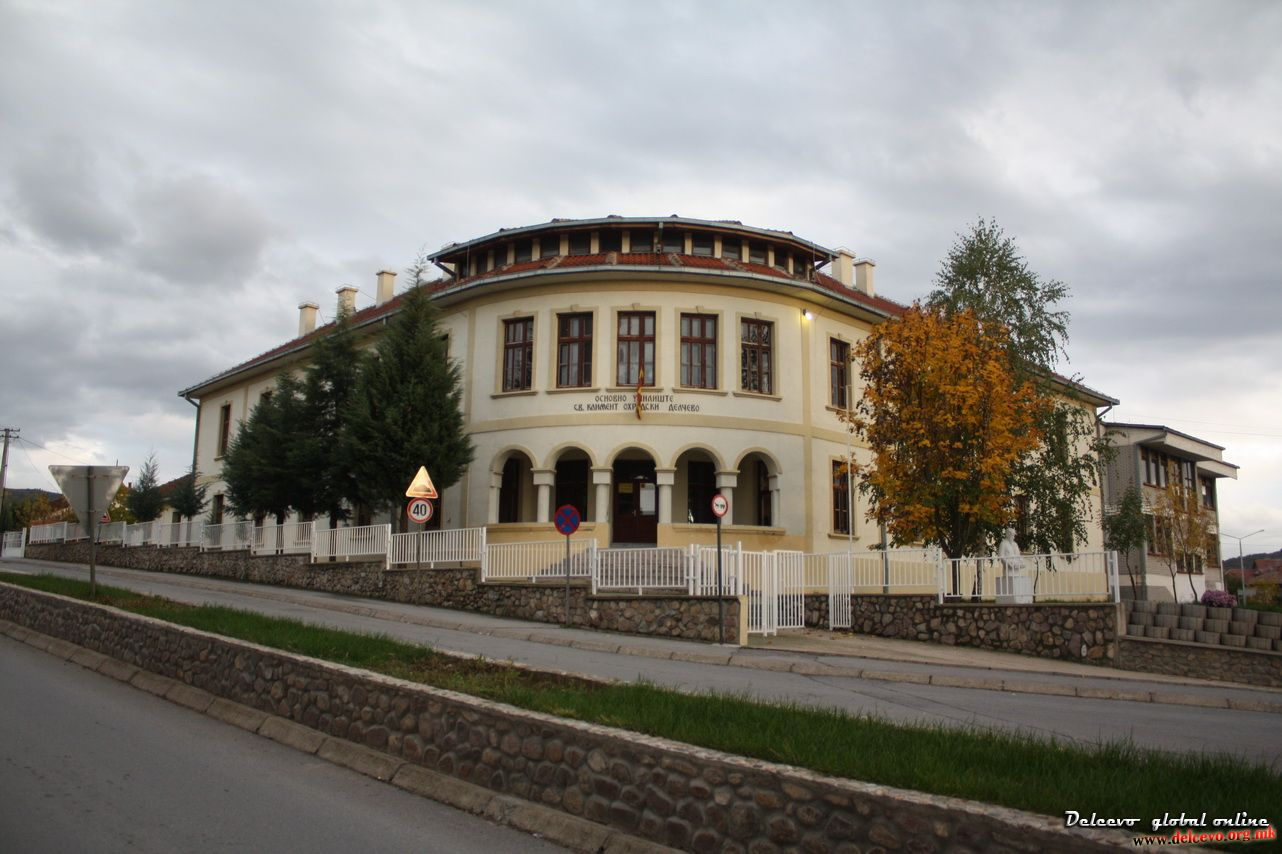 ОСНОВНО УЧИЛИШТЕ
СВ. КЛИМЕНТ ОХРИДСКИ ДЕЛЧЕВО
40
Delcevo global online
www.delcevo.org.mk